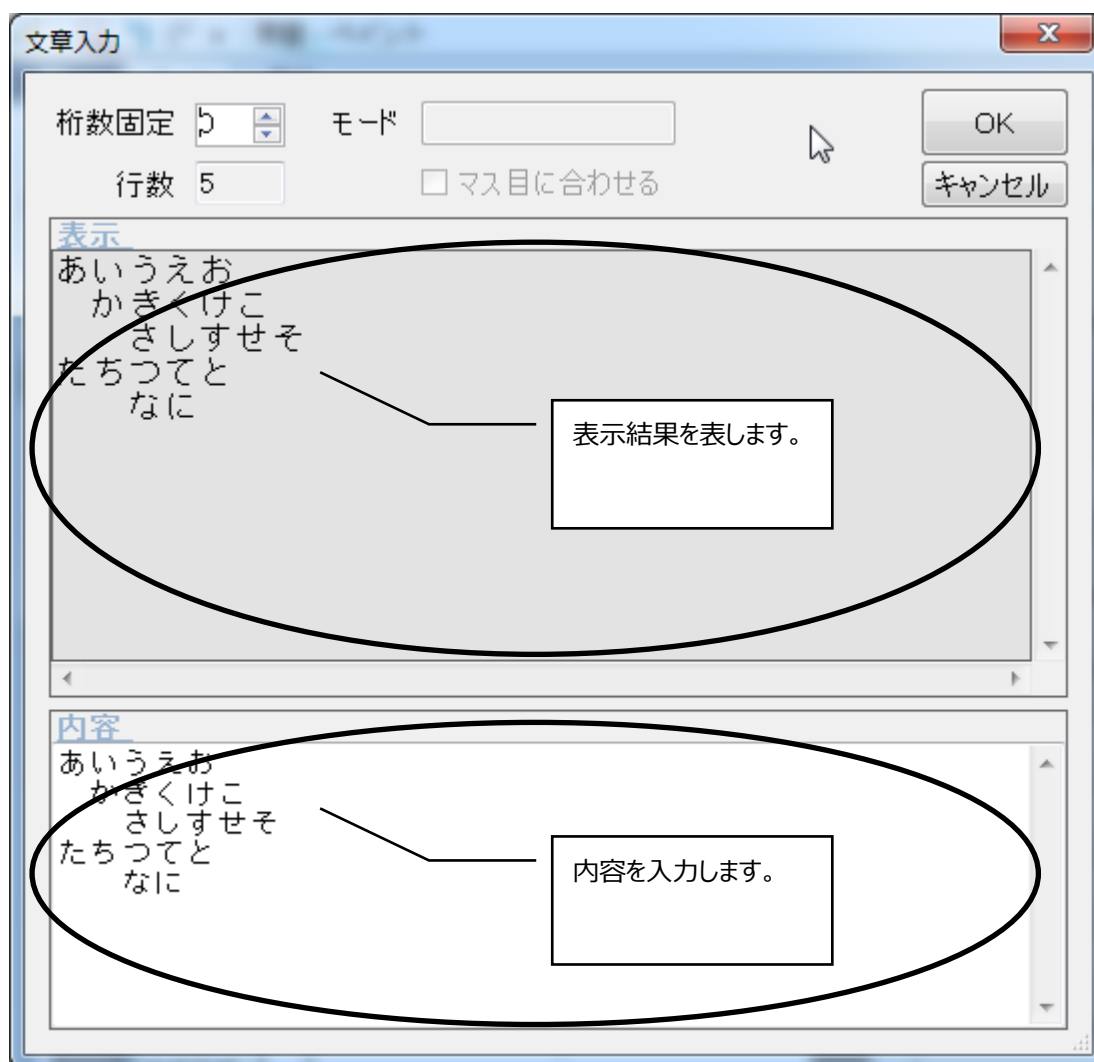 文章入力
桁数固定 モード OK
行数 5 マス目に合わせる キャンセル
表示
あいうえお
　かきくけこ
　　さしすせそ
たちつてと
　　なに
表示結果を表します。
内容
あいうえお
　かきくけこ
　　さしすせそ
たちつてと
　　なに
内容を入力します。